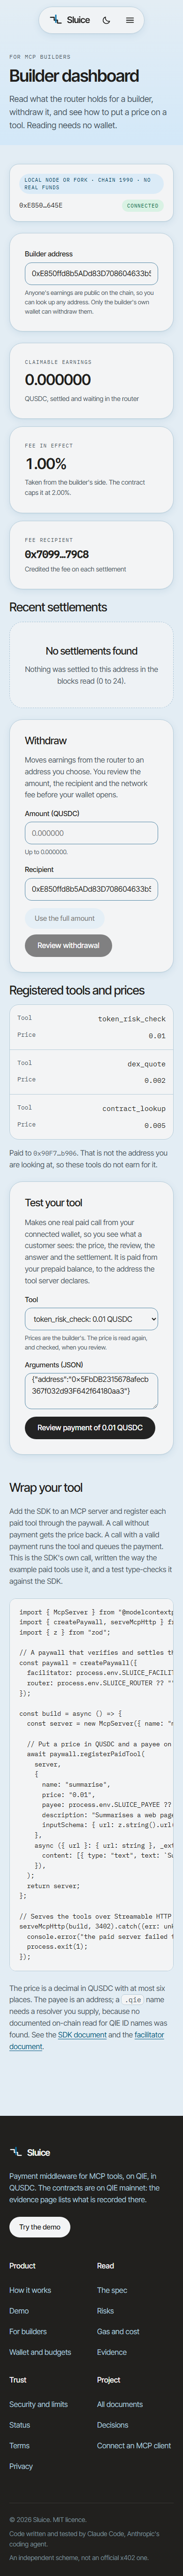 Sluice
FOR MCP BUILDERS
Builder dashboard
Read what the router holds for a builder,
withdraw it, and see how to put a price on a
tool. Reading needs no wallet.
LOCAL NODE OR FORK · CHAIN 1990 · NO
REAL FUNDS
0xE850…645E
CONNECTED
Builder address
0xE850ffd8b5ADd83D708604633b5
Anyone's earnings are public on the chain, so you
can look up any address. Only the builder's own
wallet can withdraw them.
CLAIMABLE EARNINGS
0.000000
QUSDC, settled and waiting in the router
FEE IN EFFECT
1.00%
Taken from the builder's side. The contract
caps it at 2.00%.
FEE RECIPIENT
0x7099…79C8
Credited the fee on each settlement
Recent settlements
No settlements found
Nothing was settled to this address in the
blocks read (0 to 24).
Withdraw
Moves earnings from the router to an
address you choose. You review the
amount, the recipient and the network
fee before your wallet opens.
Amount (QUSDC)
0.000000
Up to 0.000000.
Recipient
0xE850ffd8b5ADd83D708604633b5
Use the full amount
Review withdrawal
Registered tools and prices
Tool token_risk_check
Price 0.01
Tool dex_quote
Price 0.002
Tool contract_lookup
Price 0.005
Paid to 0x90F7…b906. That is not the address you
are looking at, so these tools do not earn for it.
Test your tool
Makes one real paid call from your
connected wallet, so you see what a
customer sees: the price, the review, the
answer and the settlement. It is paid from
your prepaid balance, to the address the
tool server declares.
Tool
token_risk_check: 0.01 QUSDC
Prices are the builder's. The price is read again,
and checked, when you review.
Arguments (JSON)
{"address":"0x5FbDB2315678afecb
367f032d93F642f64180aa3"}
Review payment of 0.01 QUSDC
Wrap your tool
Add the SDK to an MCP server and register each
paid tool through the paywall. A call without
payment gets the price back. A call with a valid
payment runs the tool and queues the payment.
This is the SDK's own call, written the way the
example paid tools use it, and a test type-checks it
against the SDK.
import { McpServer } from "@modelcontextp
import { createPaywall, serveMcpHttp } f
import { z } from "zod";
// A paywall that verifies and settles th
const paywall = createPaywall({
facilitator: process.env.SLUICE_FACILIT
router: process.env.SLUICE_ROUTER ?? "
});
const build = async () => {
const server = new McpServer({ name: "m
// Put a price in QUSDC and a payee on
await paywall.registerPaidTool(
server,
{
name: "summarise",
price: "0.01",
payee: process.env.SLUICE_PAYEE ??
description: "Summarises a web page
inputSchema: { url: z.string().url(
},
async ({ url }: { url: string }, _ext
content: [{ type: "text", text: `Su
}),
);
return server;
};
// Serves the tools over Streamable HTTP
serveMcpHttp(build, 3402).catch((err: unk
console.error("the paid server failed t
process.exit(1);
});
The price is a decimal in QUSDC with at most six
places. The payee is an address; a .qie name
needs a resolver you supply, because no
documented on-chain read for QIE ID names was
found. See the SDK document and the facilitator
document.
Sluice
Payment middleware for MCP tools, on QIE, in
QUSDC. The contracts are on QIE mainnet: the
evidence page lists what is recorded there.
Try the demo
Product Read
How it works The spec
Demo Risks
For builders Gas and cost
Wallet and budgets Evidence
Trust Project
Security and limits All documents
Status Decisions
Terms Connect an MCP client
Privacy
© 2026 Sluice. MIT licence.
Code written and tested by Claude Code, Anthropic's
coding agent.
An independent scheme, not an official x402 one.